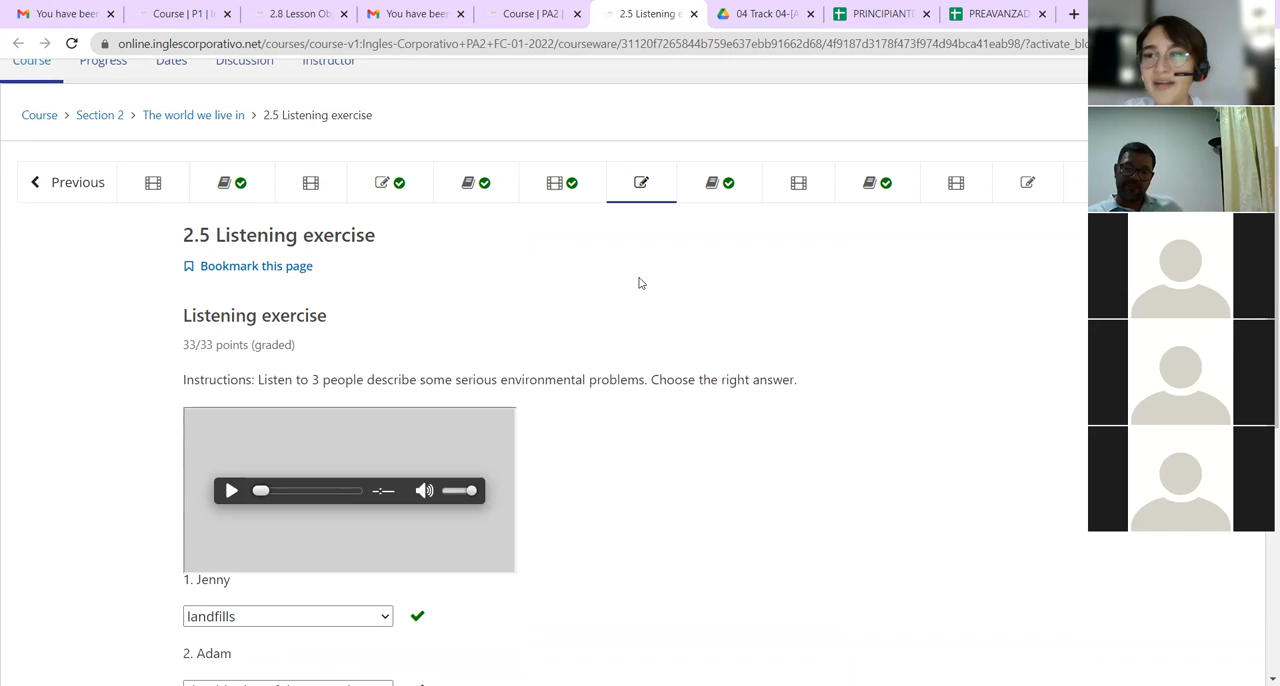 You have been
Course | P1 | I
2.8 Lesson Ob
You have been
Course | PA2 |
2.5 Listening e
04 Track 04-[A
PRINCIPIANTE
PREAVANZAD
online.inglescorporativo.net/courses/course-v1:Ingles-Corporativo+PA2+FC-01-2022/courseware/31120f7265844b759e637ebb91662d68/4f9187d3178f473f974d94bca41eab98/?activate_blo
Course Progress Dates Discussion Instructor
Course > Section 2 > The world we live in > 2.5 Listening exercise
Previous
2.5 Listening exercise
Bookmark this page
Listening exercise
33/33 points (graded)
Instructions: Listen to 3 people describe some serious environmental problems. Choose the right answer.
-:--
1. Jenny
landfills
2. Adam